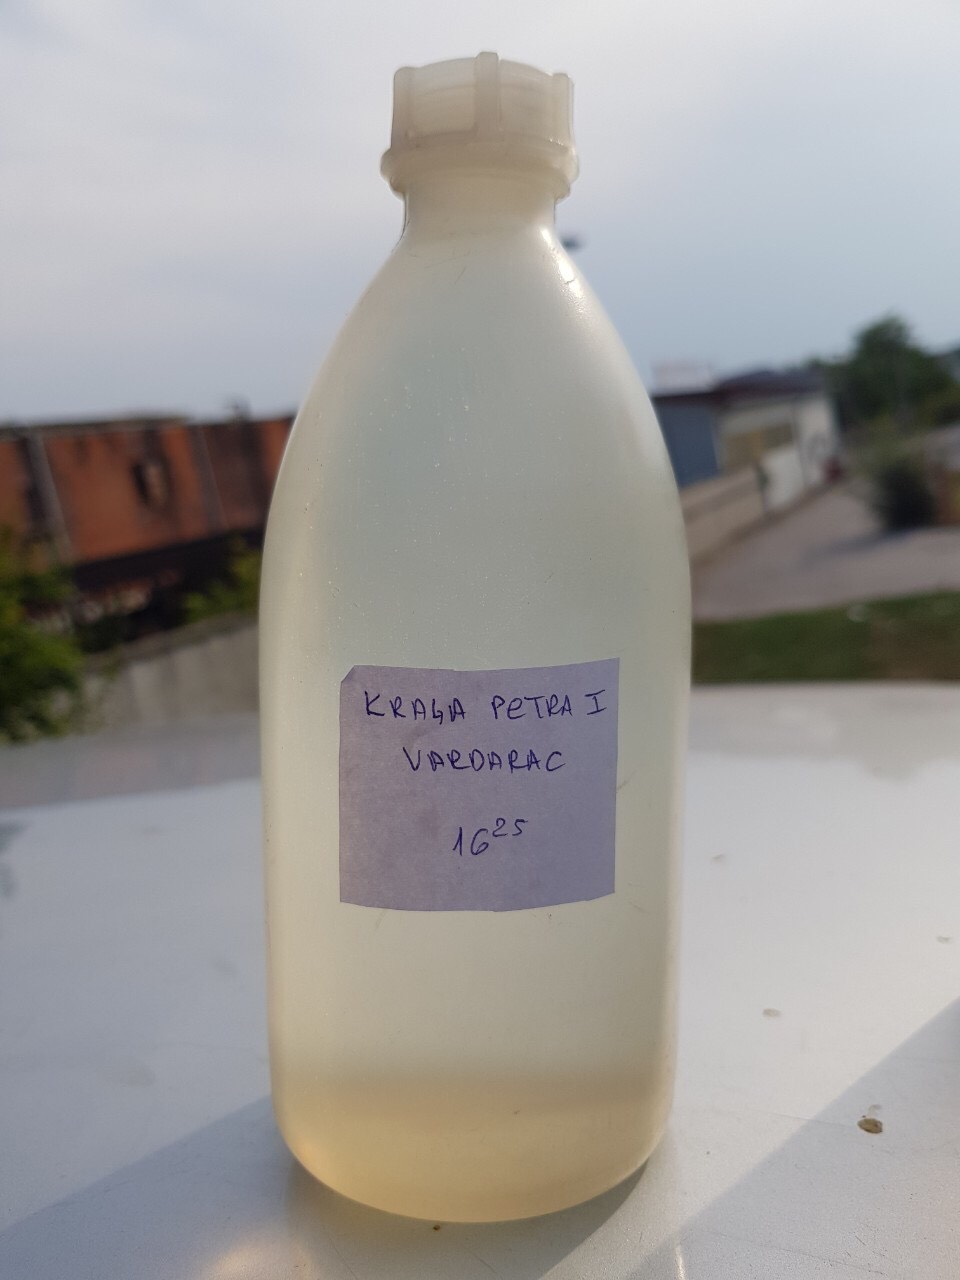 KRALJA PETRA I
VARDARAC
16²⁵